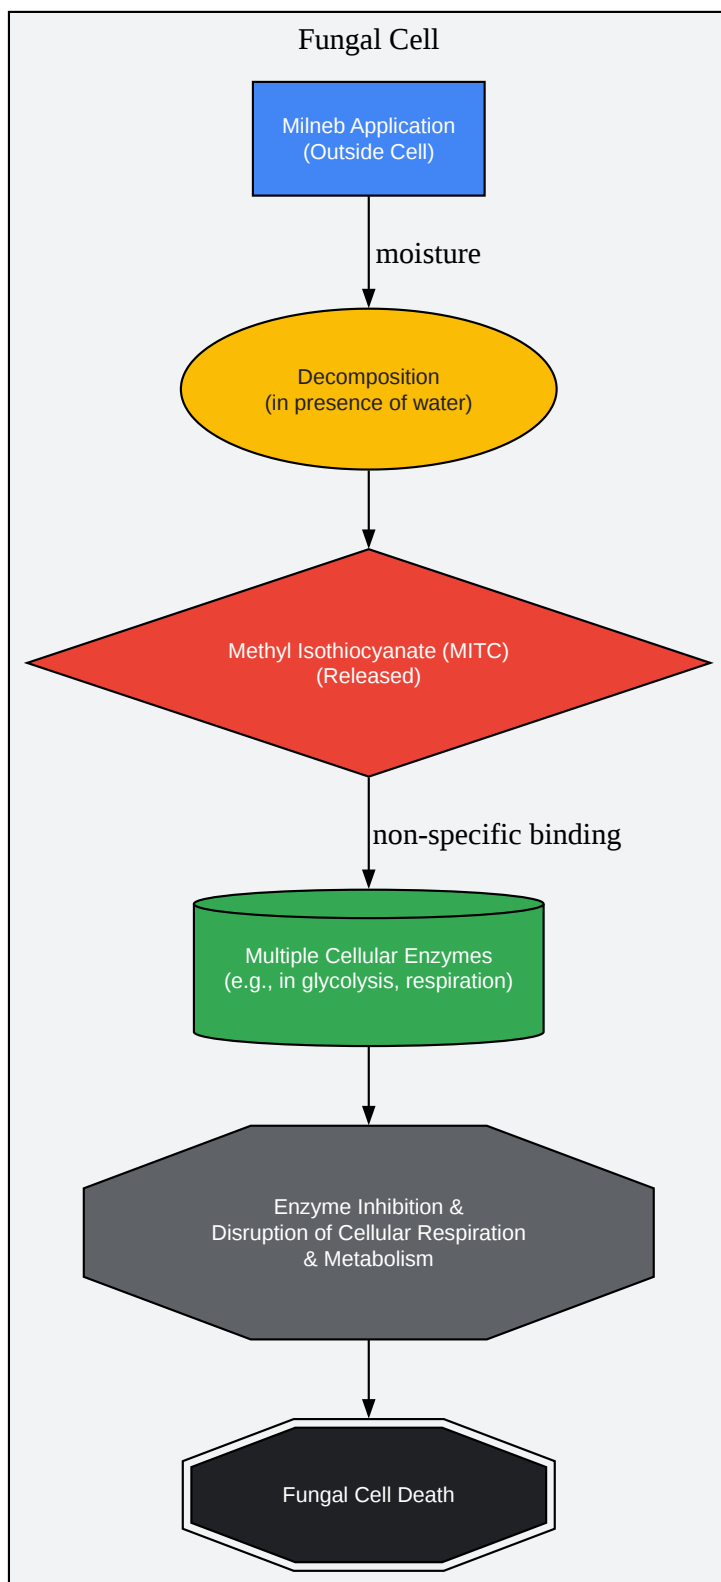 Fungal Cell
Milneb Application
(Outside Cell)
moisture
Decomposition
(in presence of water)
Methyl Isothiocyanate (MITC)
(Released)
non-specific binding
Multiple Cellular Enzymes
(e.g., in glycolysis, respiration)
Enzyme Inhibition &
Disruption of Cellular Respiration
& Metabolism
Fungal Cell Death